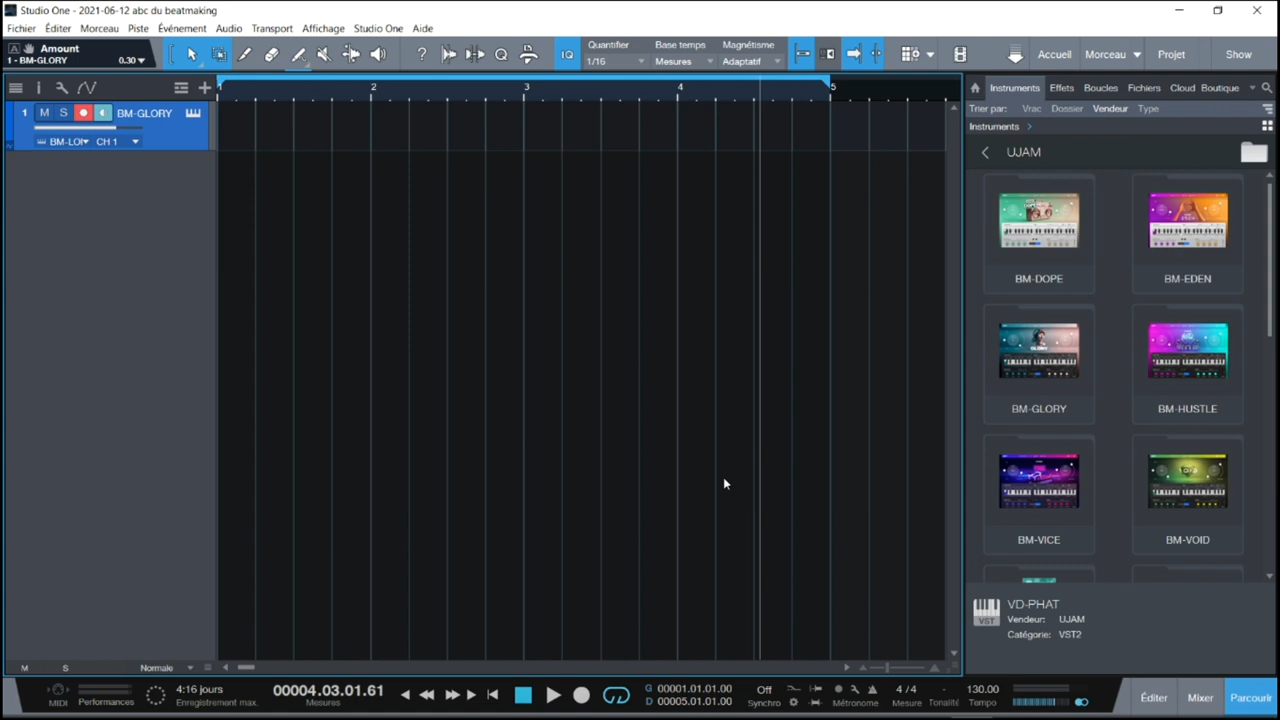 Studio One - 2021-06-12 abc du beatmaking
Fichier Éditer Morceau Piste Événement Audio Transport Affichage Studio One Aide
Amount
1 - BM-GLORY 0.30
Quantifier
1/16
Base temps
Mesures
Magnétisme
Adaptatif
IQ
Accueil Morceau Projet Show
1 2 3 4 5
Instruments Effets Boucles Fichiers Cloud Boutique
Trier par: Vrac Dossier Vendeur Type
Instruments
1 M S BM-GLORY
CH 1
UJAM
BM-DOPE BM-EDEN
BM-GLORY BM-HUSTLE
BM-VICE BM-VOID
VD-PHAT
Vendeur: UJAM
Catégorie: VST2
VST
M S Normale
MIDI
Performances
4:16 jours
Enregistrement max.
00004.03.01.61
Mesures
G 00001.01.01.00
D 00005.01.01.00
Off
Synchro
Métronome
4 / 4
Mesure
-
Tonalité
130.00
Tempo
Éditer Mixer Parcourir